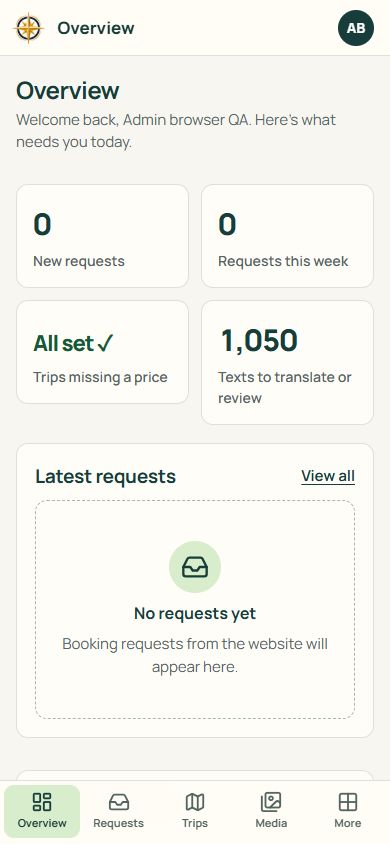 Overview
AB
Overview
Welcome back, Admin browser QA. Here's what
needs you today.
0
New requests
0
Requests this week
All set ✓
Trips missing a price
1,050
Texts to translate or
review
Latest requests
View all
No requests yet
Booking requests from the website will
appear here.
Overview
Requests
Trips
Media
More